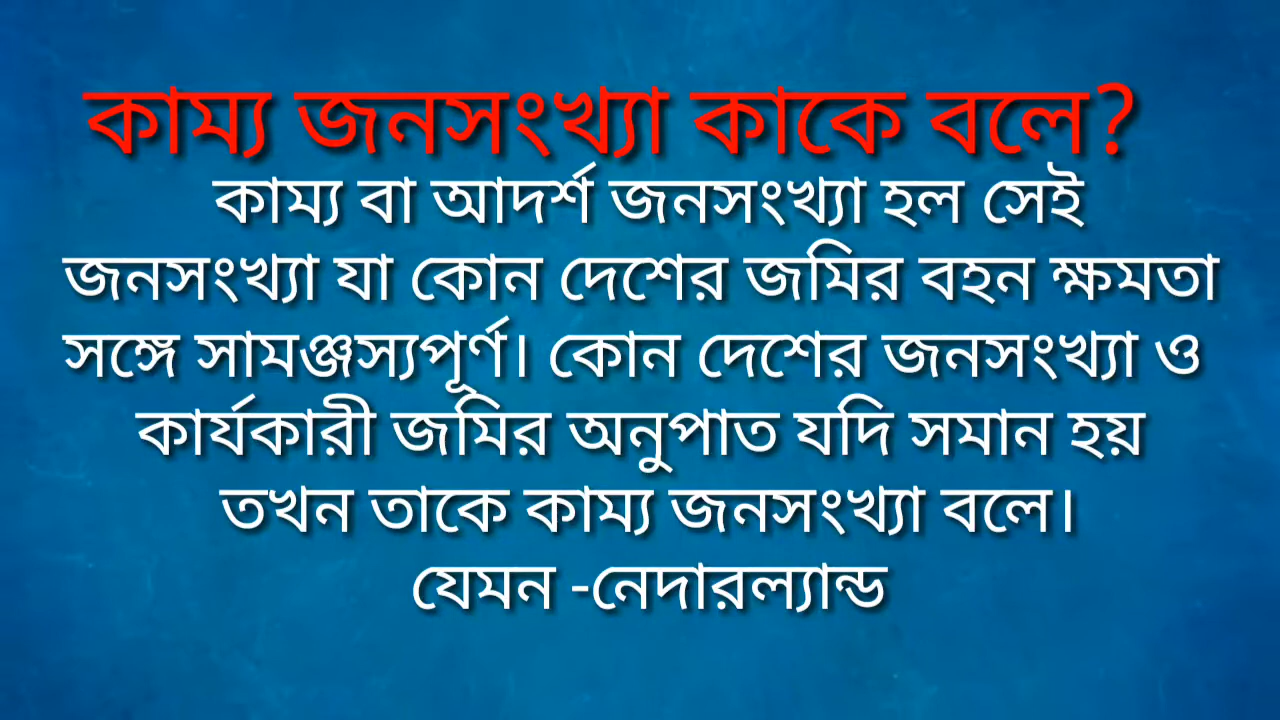 কাম্য জনসংখ্যা কাকে বলে?
কাম্য বা আদর্শ জনসংখ্যা হল সেই
জনসংখ্যা যা কোন দেশের জমির বহন ক্ষমতা
সঙ্গে সামঞ্জস্যপূর্ণ। কোন দেশের জনসংখ্যা ও
কার্যকারী জমির অনুপাত যদি সমান হয়
তখন তাকে কাম্য জনসংখ্যা বলে।
যেমন -নেদারল্যান্ড